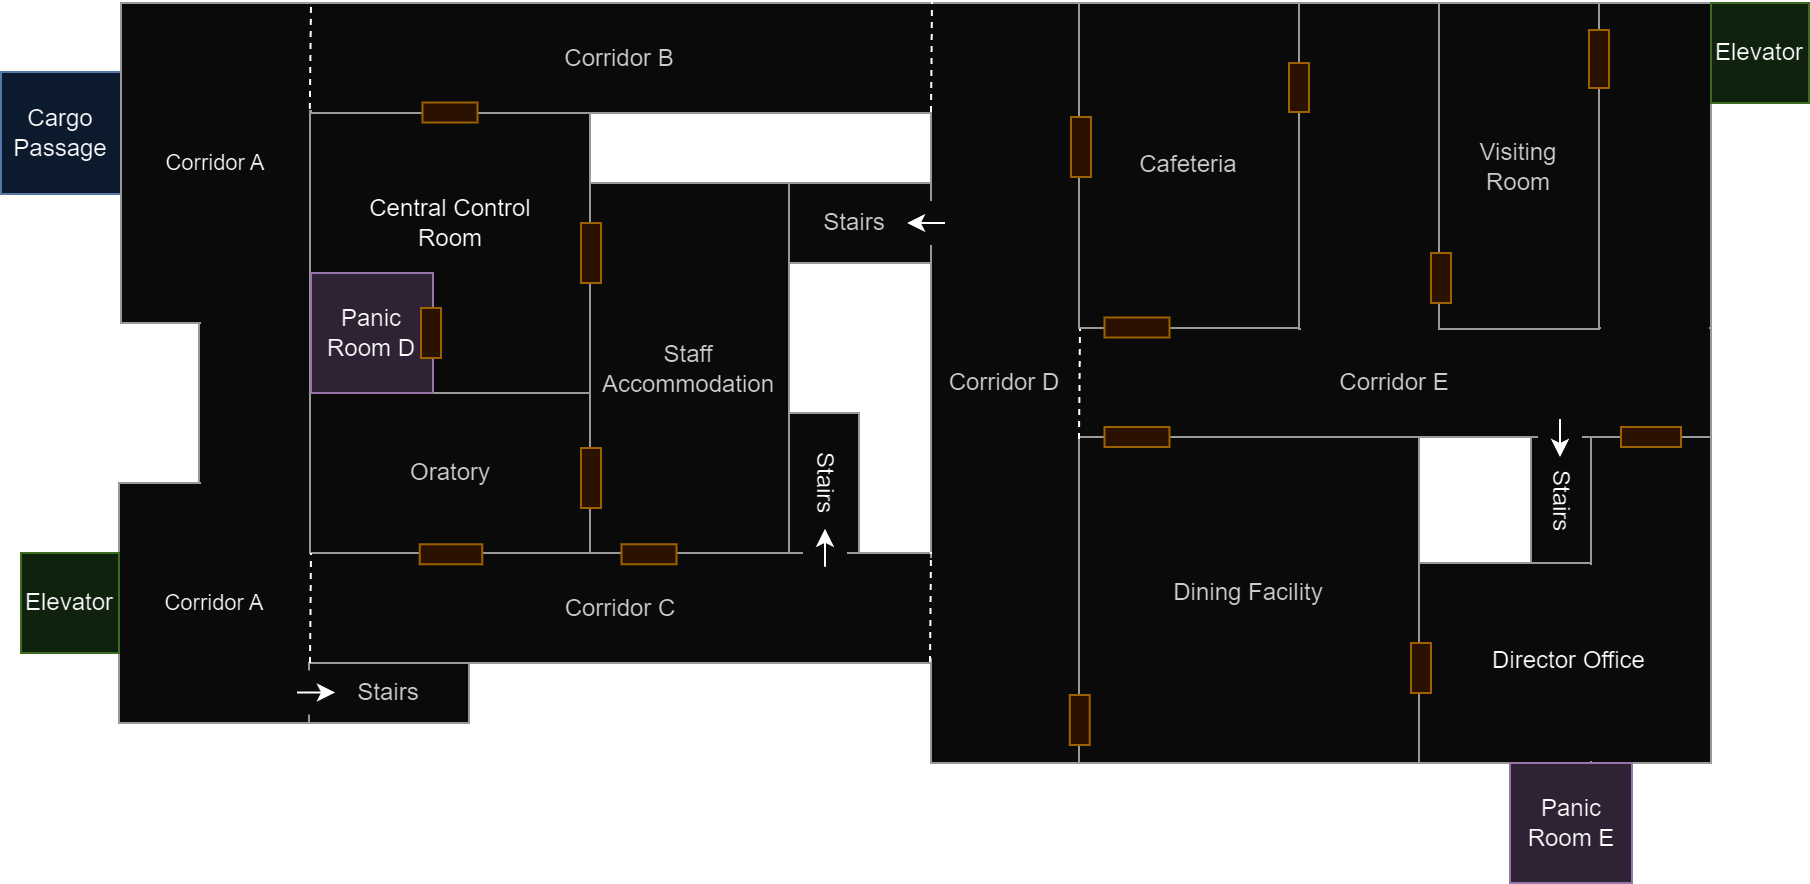 Corridor B
Elevator
Cargo
Passage
Corridor A
Cafeteria
Visiting
Room
Central Control
Room
Stairs
Panic
Room D
Staff
Accommodation
Corridor D
Corridor E
Oratory
Stairs
Stairs
Elevator
Corridor A
Corridor C
Dining Facility
Director Office
Stairs
Panic
Room E